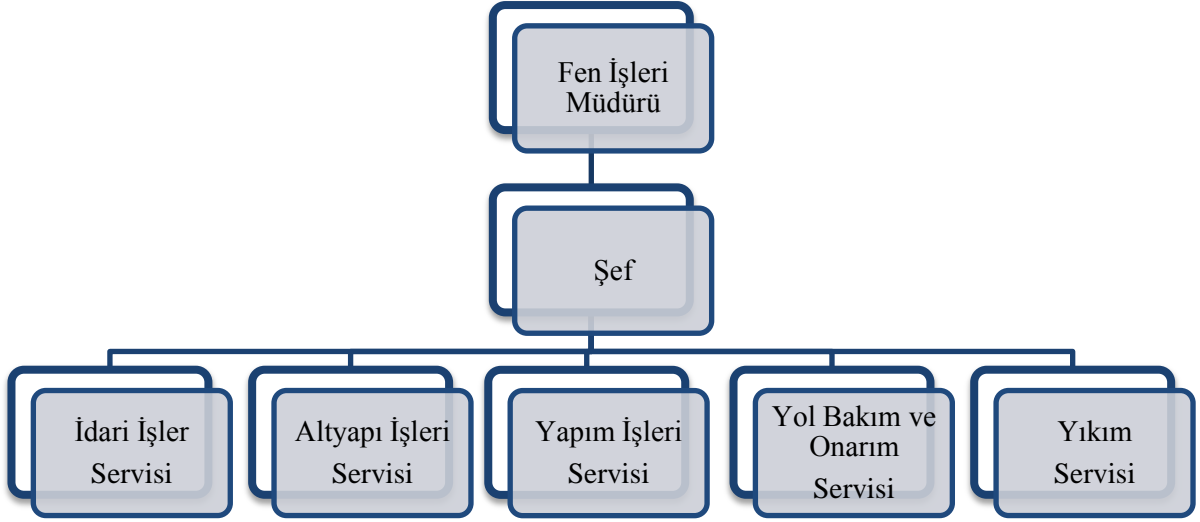 Fen İşleri
Müdürü
Şef
İdari İşler
Servisi
Altyapı İşleri
Servisi
Yapım İşleri
Servisi
Yol Bakım ve
Onarım
Servisi
Yıkım
Servisi